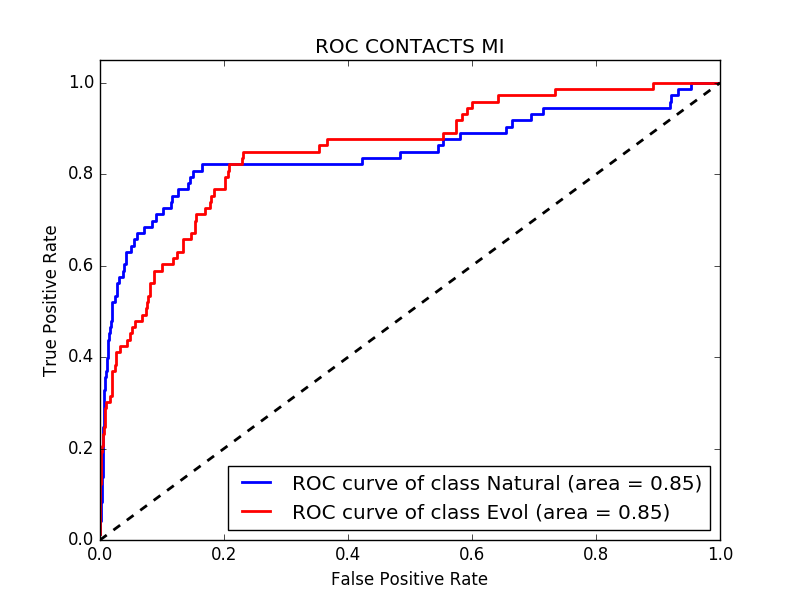 ROC CONTACTS MI
1.0
0.8
0.6
0.4
0.2
0.0
True Positive Rate
ROC curve of class Natural (area = 0.85)
ROC curve of class Evol (area = 0.85)
0.0 0.2 0.4 0.6 0.8 1.0
False Positive Rate